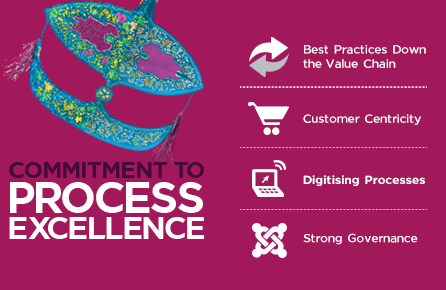 COMMITMENT TO
PROCESS
EXCELLENCE
Best Practices Down
the Value Chain
Customer Centricity
Digitising Processes
Strong Governance